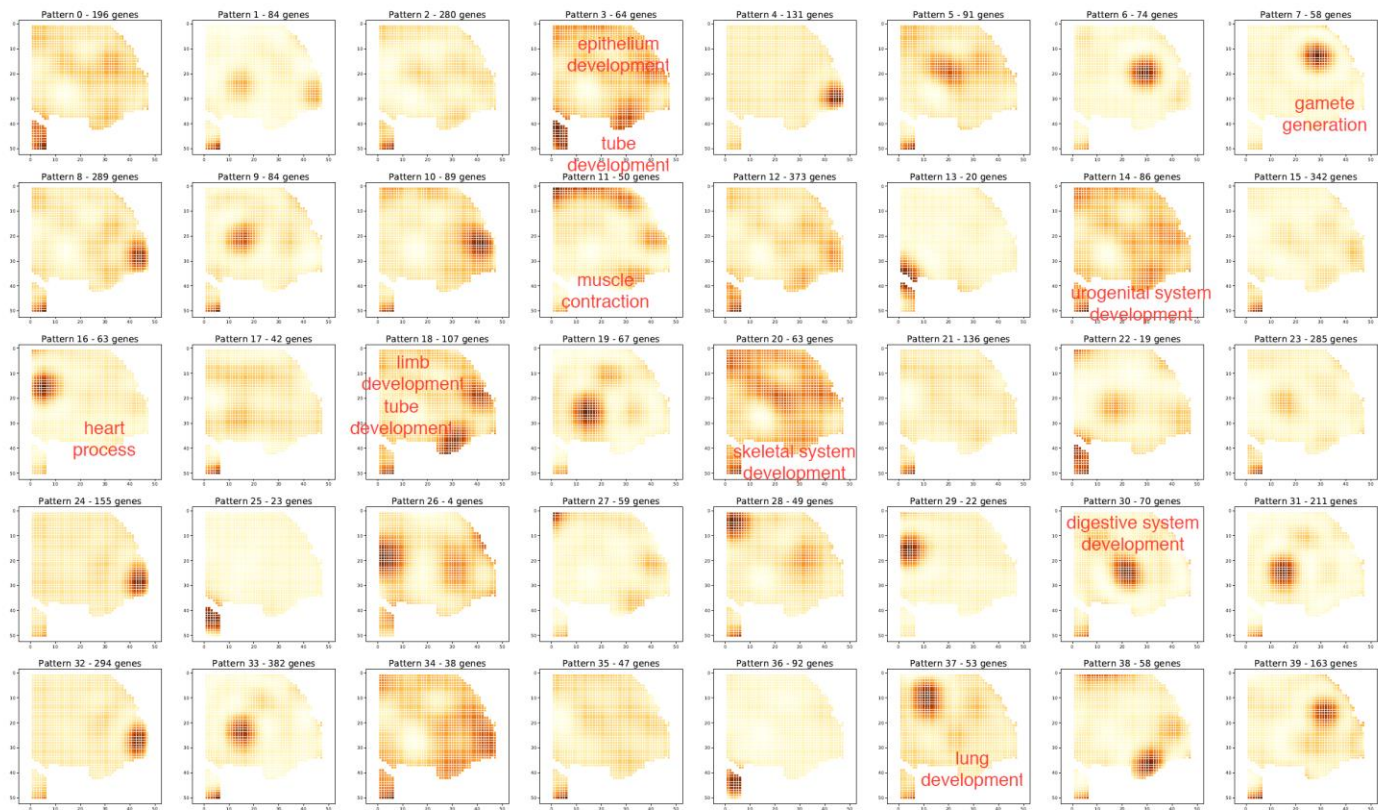 Pattern 0 - 196 genes
Pattern 1 - 84 genes
Pattern 2 - 280 genes
Pattern 3 - 64 genes
Pattern 4 - 131 genes
Pattern 5 - 91 genes
Pattern 6 - 74 genes
Pattern 7 - 58 genes
epithelium
development
tube
development
gamete
generation
Pattern 8 - 289 genes
Pattern 9 - 84 genes
Pattern 10 - 89 genes
Pattern 11 - 50 genes
Pattern 12 - 373 genes
Pattern 13 - 20 genes
Pattern 14 - 86 genes
Pattern 15 - 342 genes
muscle
contraction
urogenital system
development
Pattern 16 - 63 genes
Pattern 17 - 42 genes
Pattern 18 - 107 genes
Pattern 19 - 67 genes
Pattern 20 - 63 genes
Pattern 21 - 136 genes
Pattern 22 - 19 genes
Pattern 23 - 285 genes
heart
process
limb
development
tube
development
skeletal system
development
Pattern 24 - 155 genes
Pattern 25 - 23 genes
Pattern 26 - 4 genes
Pattern 27 - 59 genes
Pattern 28 - 49 genes
Pattern 29 - 22 genes
Pattern 30 - 70 genes
Pattern 31 - 211 genes
digestive system
development
Pattern 32 - 294 genes
Pattern 33 - 382 genes
Pattern 34 - 38 genes
Pattern 35 - 47 genes
Pattern 36 - 92 genes
Pattern 37 - 53 genes
Pattern 38 - 58 genes
Pattern 39 - 163 genes
lung
development